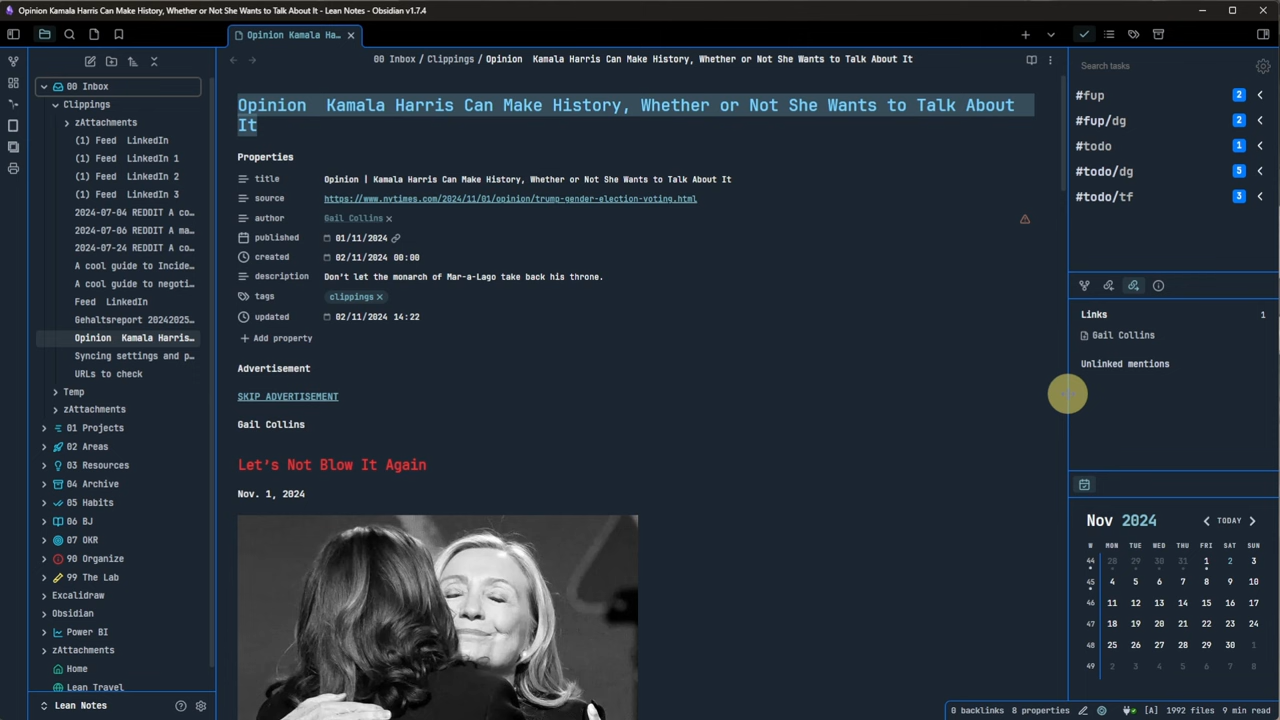 Opinion Kamala Harris Can Make History, Whether or Not She Wants to Talk About It - Lean Notes - Obsidian v1.7.4
Opinion Kamala Harris Ca...
00 Inbox / Clippings / Opinion Kamala Harris Can Make History, Whether or Not She Wants to Talk About It
00 Inbox
Clippings
zAttachments
(1) Feed LinkedIn
(1) Feed LinkedIn 1
(1) Feed LinkedIn 2
(1) Feed LinkedIn 3
2024-07-04 REDDIT A co...
2024-07-06 REDDIT A ma...
2024-07-24 REDDIT A co...
A cool guide to Incide...
A cool guide to negoti...
Feed LinkedIn
Gehaltsreport 20242025...
Opinion Kamala Harris...
Syncing settings and p...
URLs to check
Temp
zAttachments
01 Projects
02 Areas
03 Resources
04 Archive
05 Habits
06 BJ
07 OKR
90 Organize
99 The Lab
Excalidraw
Obsidian
Power BI
zAttachments
Home
Lean Travel
Lean Notes
Opinion Kamala Harris Can Make History, Whether or Not She Wants to Talk About
It
Properties
title Opinion | Kamala Harris Can Make History, Whether or Not She Wants to Talk About It
source https://www.nytimes.com/2024/11/01/opinion/trump-gender-election-voting.html
author Gail Collins
published 01/11/2024
created 02/11/2024 00:00
description Don't let the monarch of Mar-a-Lago take back his throne.
tags clippings
updated 02/11/2024 14:22
Add property
Advertisement
SKIP ADVERTISEMENT
Gail Collins
Let's Not Blow It Again
Nov. 1, 2024
Search tasks
#fup 2
#fup/dg 2
#todo 1
#todo/dg 5
#todo/tf 3
Links 1
Gail Collins
Unlinked mentions
Nov 2024 TODAY
W MON TUE WED THU FRI SAT SUN
44 28 29 30 31 1 2 3
45 4 5 6 7 8 9 10
46 11 12 13 14 15 16 17
47 18 19 20 21 22 23 24
48 25 26 27 28 29 30 1
49 2 3 4 5 6 7 8
0 backlinks 8 properties [A] 1992 files 9 min read